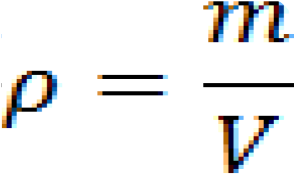 ρ = m/V